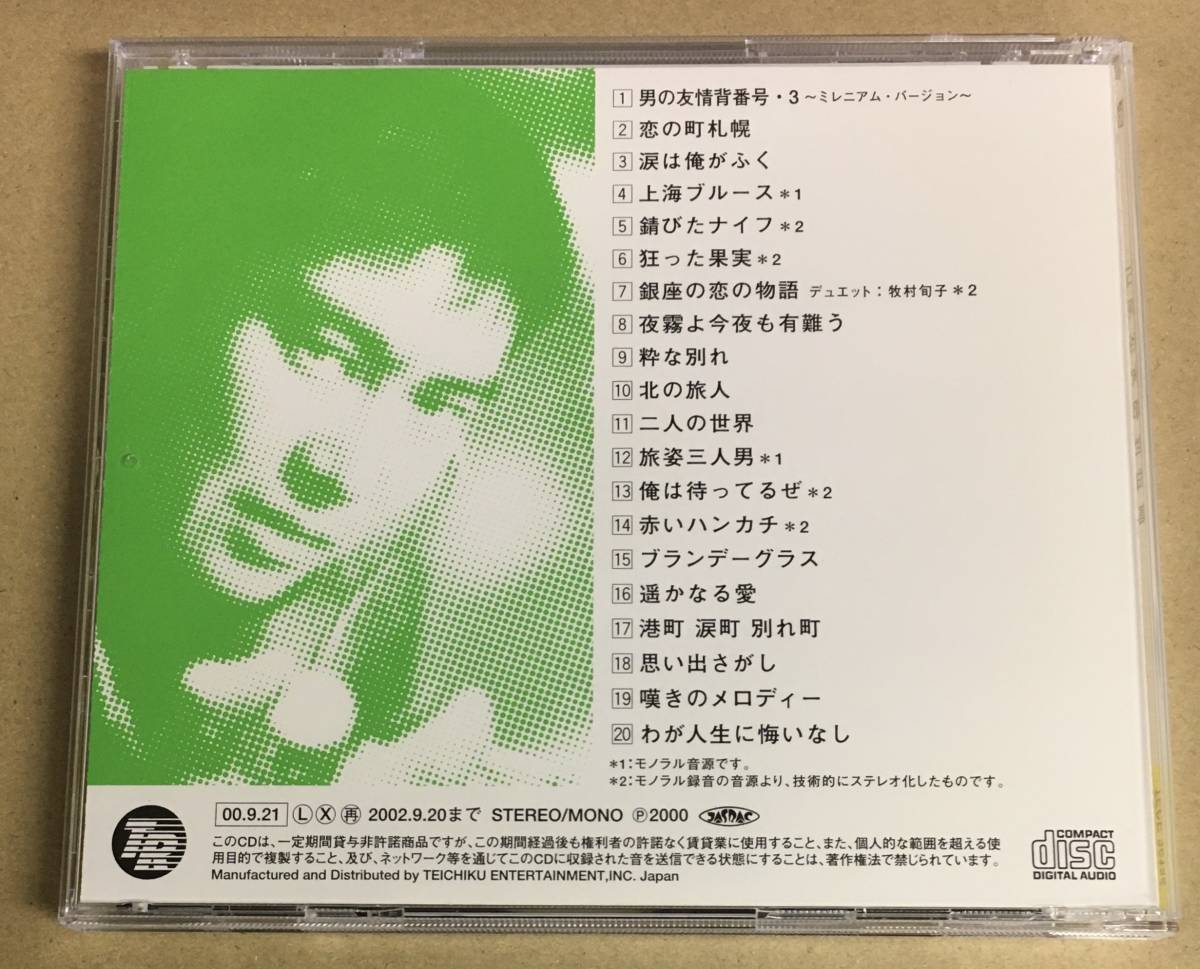 1 男の友情背番号・3 〜ミレニアム・バージョン〜
2 恋の町札幌
3 涙は俺がふく
4 上海ブルース＊1
5 錆びたナイフ＊2
6 狂った果実＊2
7 銀座の恋の物語 デュエット：牧村旬子＊2
8 夜霧よ今夜も有難う
9 粋な別れ
10 北の旅人
11 二人の世界
12 旅姿三人男＊1
13 俺は待ってるぜ＊2
14 赤いハンカチ＊2
15 ブランデーグラス
16 遥かなる愛
17 港町 涙町 別れ町
18 思い出さがし
19 嘆きのメロディー
20 わが人生に悔いなし
＊1：モノラル音源です。
＊2：モノラル録音の音源より、技術的にステレオ化したものです。
00.9.21 Ⓛ Ⓧ ㊢ 2002.9.20まで STEREO/MONO ℗2000 JASRAC
このCDは、一定期間貸与非許諾商品ですが、この期間経過後も権利者の許諾なく賃貸業に使用すること、また、個人的な範囲を超える使
用目的で複製すること、及び、ネットワーク等を通じてこのCDに収録された音を送信できる状態にすることは、著作権法で禁じられています。
Manufactured and Distributed by TEICHIKU ENTERTAINMENT,INC. Japan
COMPACT
disc
DIGITAL AUDIO